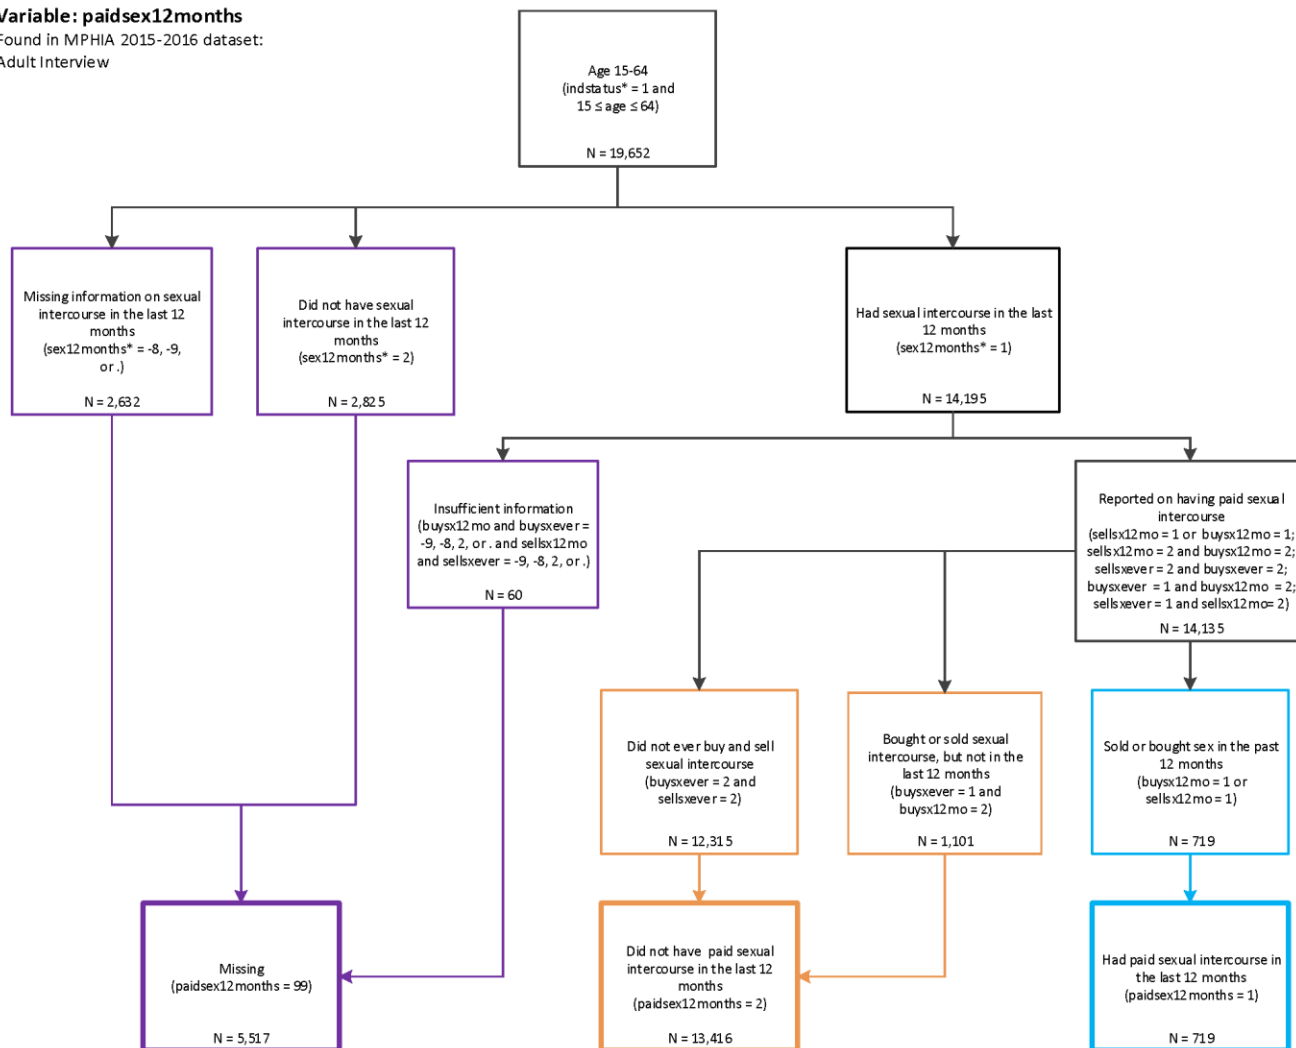 Variable: paidsex12months
Found in MPHIA 2015-2016 dataset:
Adult Interview
Age 15-64
(indstatus* = 1 and
15 ≤ age ≤ 64)
N = 19,652
Missing information on sexual
intercourse in the last 12
months
(sex12months* = -8, -9,
or .)
N = 2,632
Did not have sexual
intercourse in the last 12
months
(sex12months* = 2)
N = 2,825
Had sexual intercourse in the last
12 months
(sex12months* = 1)
N = 14,195
Insufficient information
(buysx12mo and buysxever =
-9, -8, 2, or . and sellsx12mo
and sellsxever = -9, -8, 2, or .)
N = 60
Reported on having paid sexual
intercourse
(sellsx12mo = 1 or buysx12mo = 1;
sellsx12mo = 2 and buysx12mo = 2;
sellsxever = 2 and buysxever = 2;
buysxever = 1 and buysx12mo = 2;
sellsxever = 1 and sellsx12mo= 2)
N = 14,135
Did not ever buy and sell
sexual intercourse
(buysxever = 2 and
sellsxever = 2)
N = 12,315
Bought or sold sexual
intercourse, but not in the
last 12 months
(buysxever = 1 and
buysx12mo = 2)
N = 1,101
Sold or bought sex in the past
12 months
(buysx12mo = 1 or
sellsx12mo = 1)
N = 719
Missing
(paidsex12months = 99)
N = 5,517
Did not have paid sexual
intercourse in the last 12
months
(paidsex12months = 2)
N = 13,416
Had paid sexual intercourse in
the last 12 months
(paidsex12months = 1)
N = 719